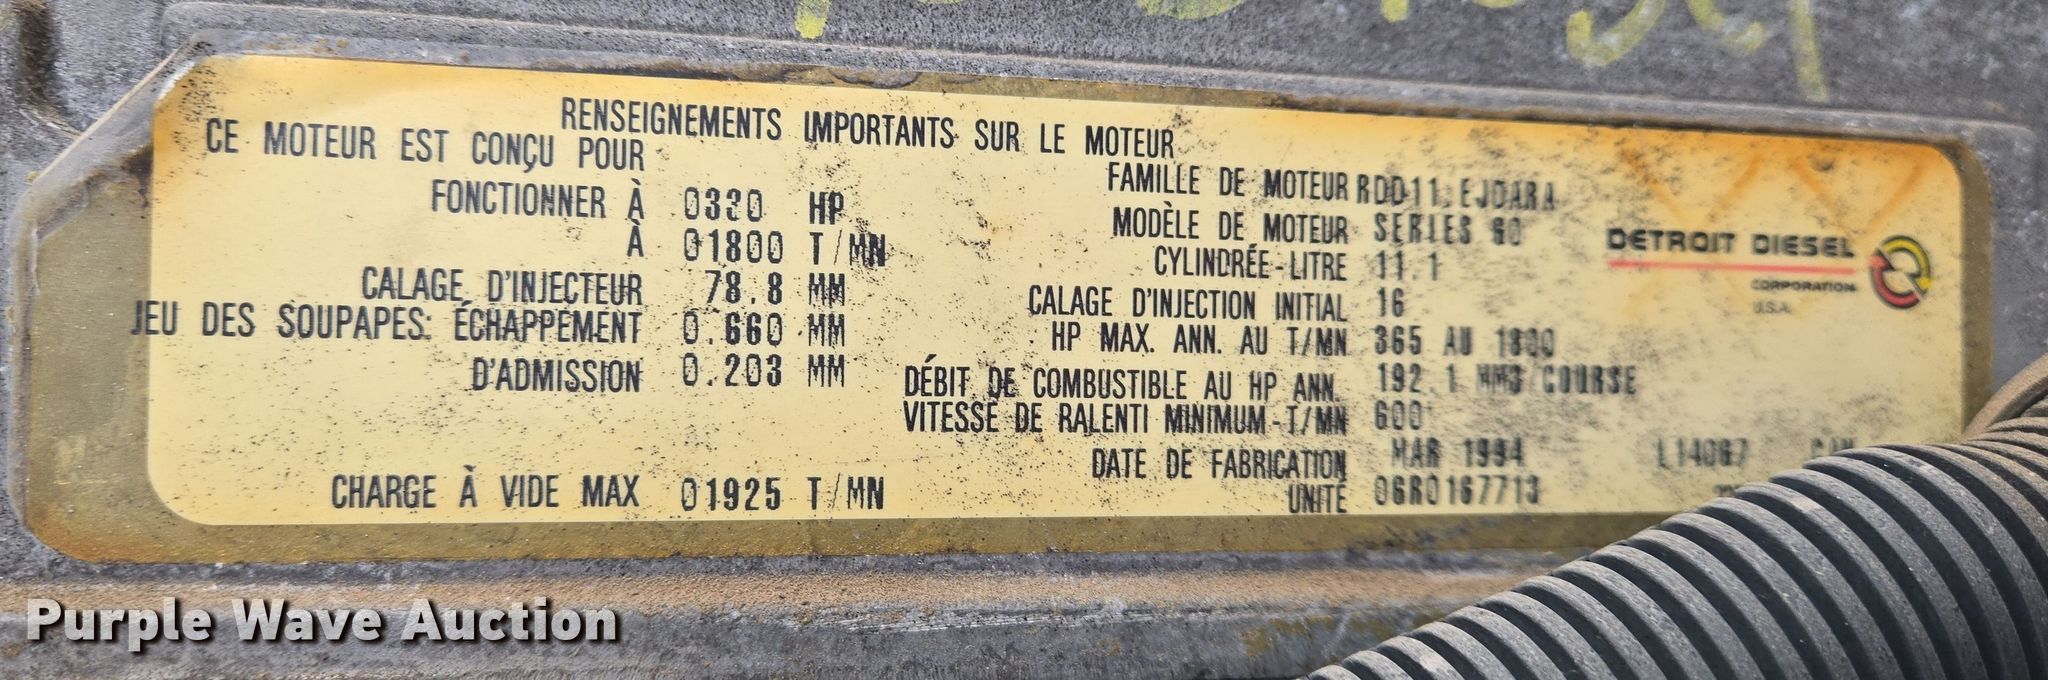 RENSEIGNEMENTS IMPORTANTS SUR LE MOTEUR
CE MOTEUR EST CONÇU POUR
FONCTIONNER À 0330 HP
À 01800 T/MN
CALAGE D'INJECTEUR 78.8 MM
JEU DES SOUPAPES: ÉCHAPPEMENT 0.660 MM
D'ADMISSION 0.203 MM
CHARGE À VIDE MAX 01925 T/MN
FAMILLE DE MOTEUR RDD11.EJDARA
MODÈLE DE MOTEUR SERIES 60
CYLINDRÉE-LITRE 11.1
CALAGE D'INJECTION INITIAL 16
HP MAX. ANN. AU T/MN 365 AU 1800
DÉBIT DE COMBUSTIBLE AU HP ANN. 192.1 MM3/COURSE
VITESSE DE RALENTI MINIMUM-T/MN 600
DATE DE FABRICATION MAR 1994 L14067
UNITÉ 06R0167713
DETROIT DIESEL
CORPORATION
U.S.A.
Purple Wave Auction